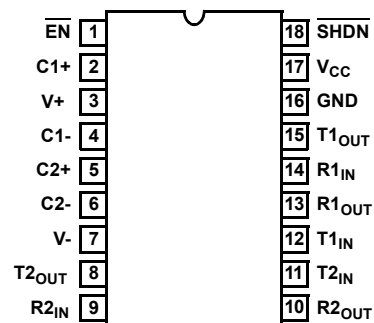 EN 1 18 SHDN
C1+ 2 17 VCC
V+ 3 16 GND
C1- 4 15 T1OUT
C2+ 5 14 R1IN
C2- 6 13 R1OUT
V- 7 12 T1IN
T2OUT 8 11 T2IN
R2IN 9 10 R2OUT